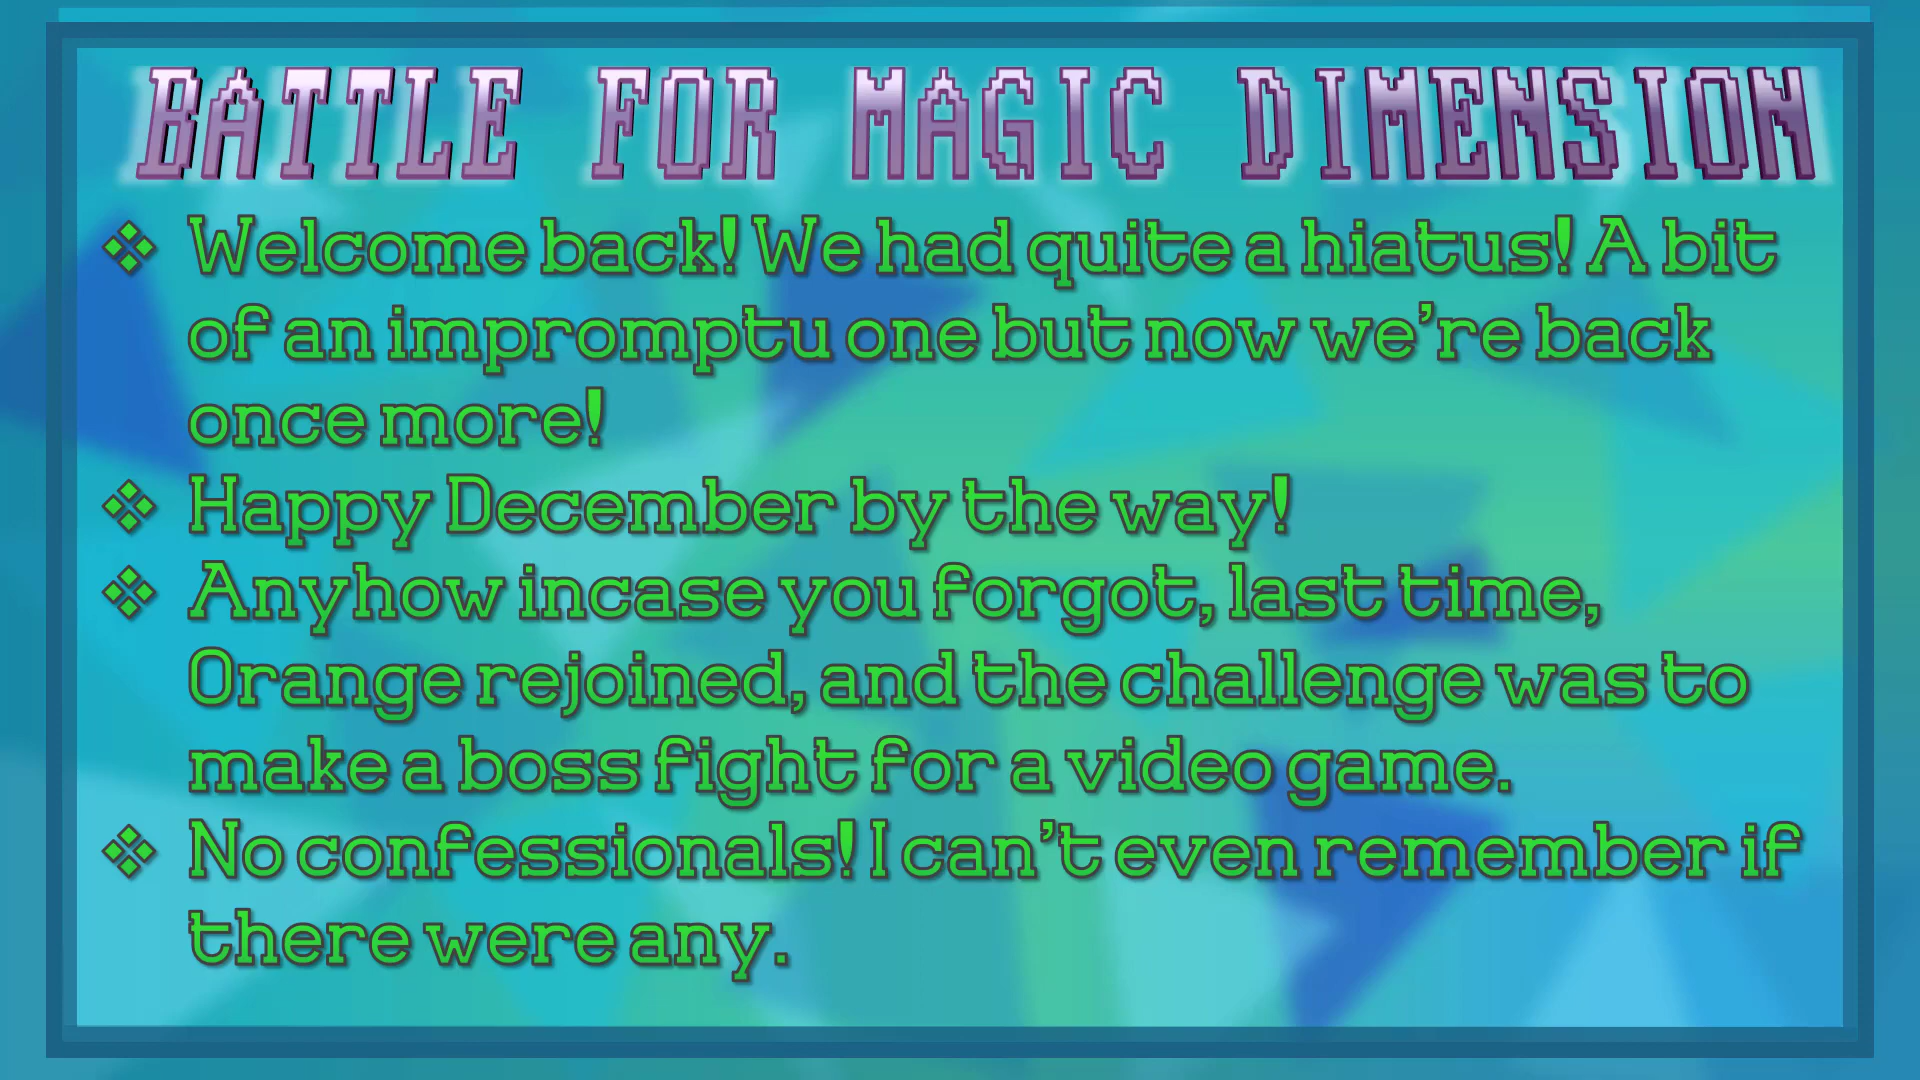 BATTLE FOR MAGIC DIMENSION
❖ Welcome back! We had quite a hiatus! A bit
of an impromptu one but now we're back
once more!
❖ Happy December by the way!
❖ Anyhow incase you forgot, last time,
Orange rejoined, and the challenge was to
make a boss fight for a video game.
❖ No confessionals! I can't even remember if
there were any.